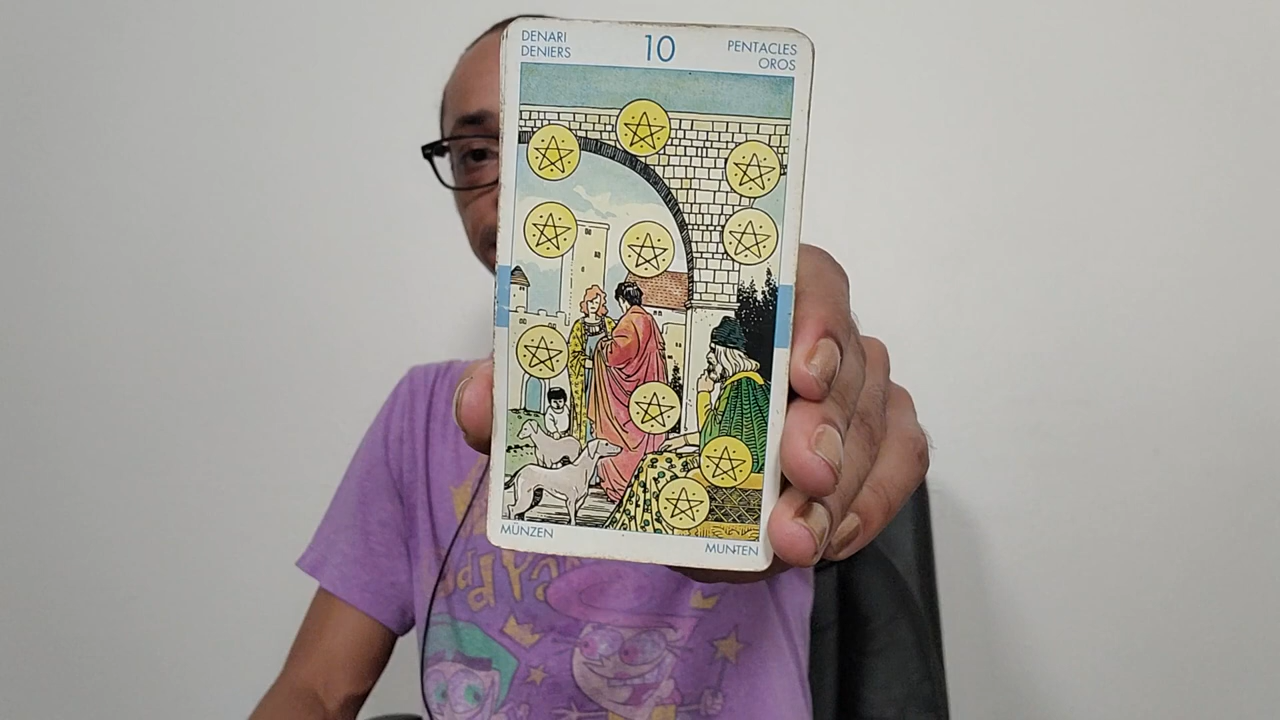 DENARI
DENIERS
10
PENTACLES
OROS
MÜNZEN
MUNTEN